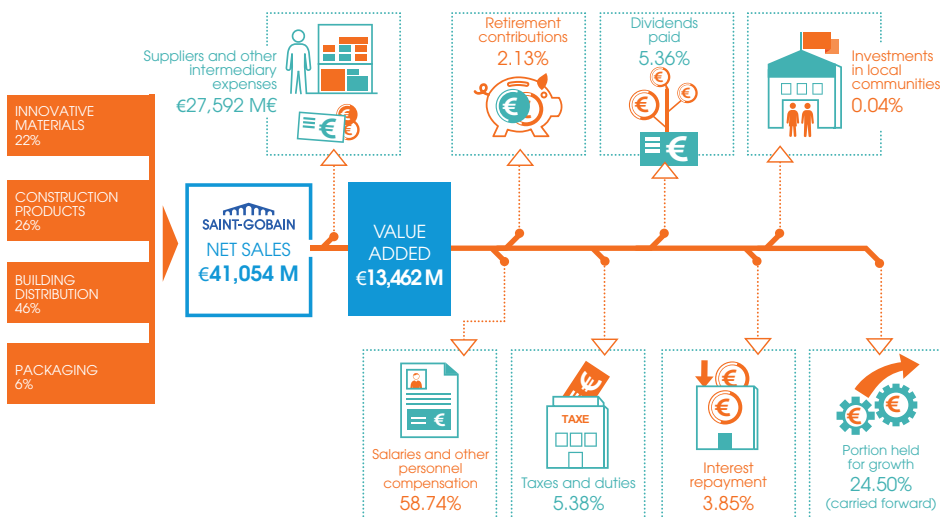 Suppliers and other
intermediary
expenses
€27,592 M€
€
Retirement
contributions
2.13%
€
Dividends
paid
5.36%
€
€
€
€
Investments
in local
communities
0.04%
INNOVATIVE
MATERIALS
22%
CONSTRUCTION
PRODUCTS
26%
BUILDING
DISTRIBUTION
46%
PACKAGING
6%
SAINT-GOBAIN
NET SALES
€41,054 M
VALUE
ADDED
€13,462 M
€
Salaries and other
personnel
compensation
58.74%
€
TAXE
Taxes and duties
5.38%
€
€
Interest
repayment
3.85%
€
€
Portion held
for growth
24.50%
(carried forward)